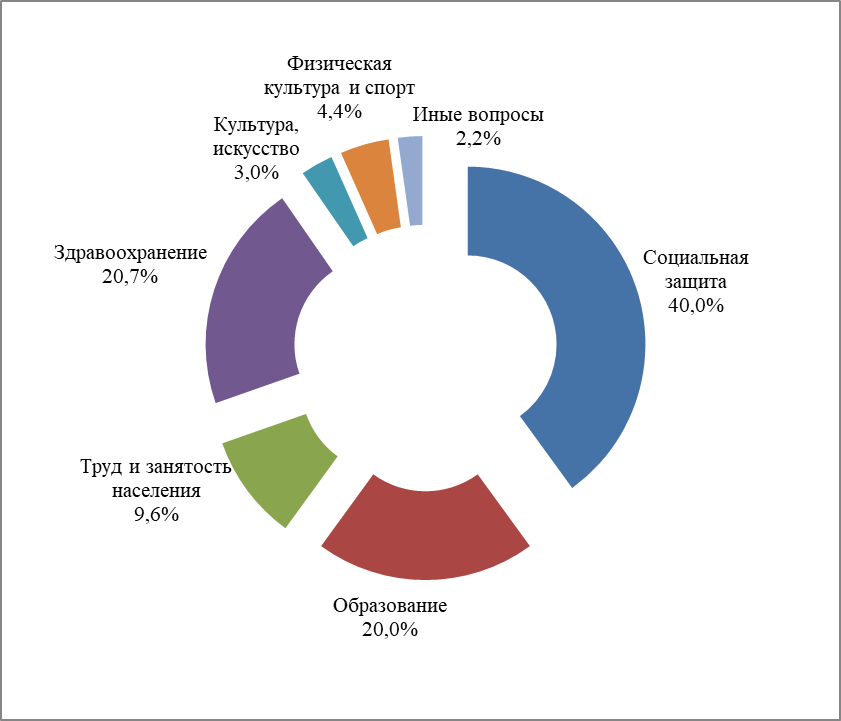 Физическая
культура и спорт
4,4%
Иные вопросы
2,2%
Культура,
искусство
3,0%
Здравоохранение
20,7%
Социальная
защита
40,0%
Труд и занятость
населения
9,6%
Образование
20,0%